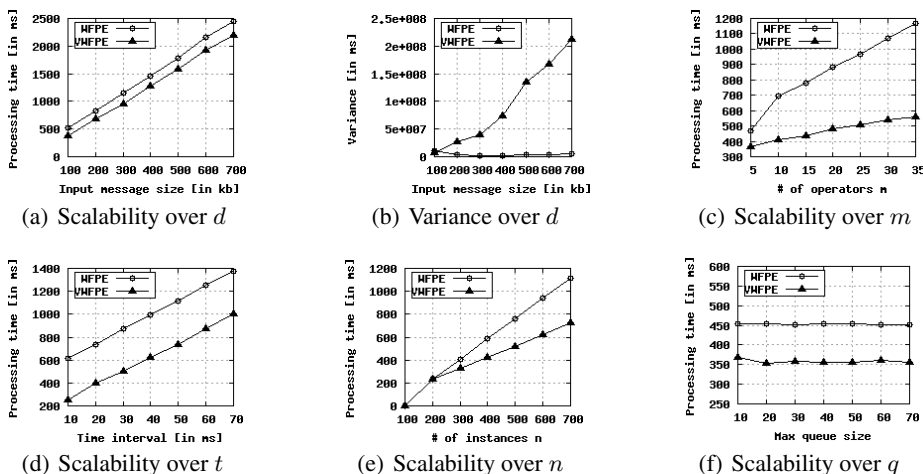 Processing time [in ms]
2500
2000
1500
1000
500
0
WFPE
VWFPE
100 200 300 400 500 600 700
Input message size [in kb]
(a) Scalability over d
Variance [in ms]
2.5e+008
2e+008
1.5e+008
1e+008
5e+007
0
WFPE
VWFPE
100 200 300 400 500 600 700
Input message size [in kb]
(b) Variance over d
Processing time [in ms]
1200
1100
1000
900
800
700
600
500
400
300
WFPE
VWFPE
5 10 15 20 25 30 35
# of operators m
(c) Scalability over m
Processing time [in ms]
1400
1200
1000
800
600
400
200
WFPE
VWFPE
10 20 30 40 50 60 70
Time interval [in ms]
(d) Scalability over t
Processing time [in ms]
1200
1000
800
600
400
200
0
WFPE
VWFPE
100 200 300 400 500 600 700
# of instances n
(e) Scalability over n
Processing time [in ms]
600
550
500
450
400
350
300
250
WFPE
VWFPE
10 20 30 40 50 60 70
Max queue size
(f) Scalability over q